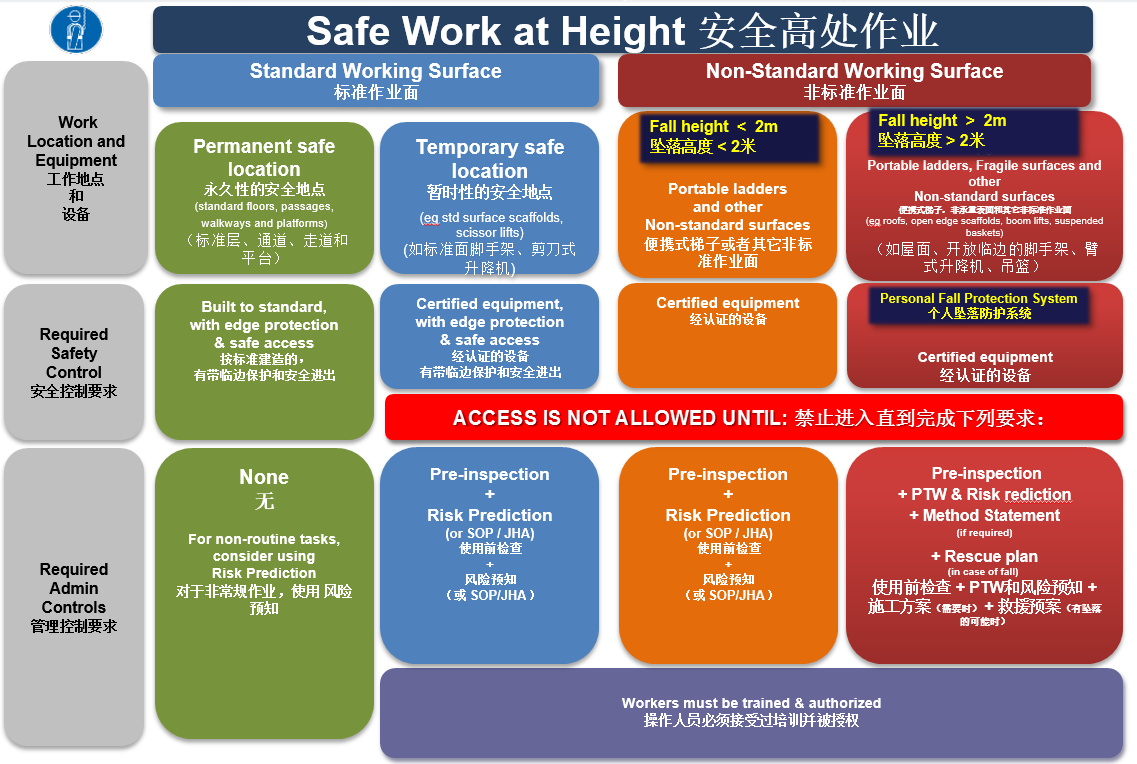 Safe Work at Height 安全高处作业
Standard Working Surface
标准作业面
Non-Standard Working Surface
非标准作业面
Work
Location and
Equipment
工作地点
和
设备
Permanent safe
location
永久性的安全地点
(standard floors, passages,
walkways and platforms)
（标准层、通道、走道和
平台）
Temporary safe
location
暂时性的安全地点
(eg std surface scaffolds,
scissor lifts)
(如标准面脚手架、剪刀式
升降机)
Fall height < 2m
坠落高度 < 2米
Portable ladders
and other
Non-standard surfaces
便携式梯子或者其它非标
准作业面
Fall height > 2m
坠落高度 > 2米
Portable ladders, Fragile surfaces and
other
Non-standard surfaces
便携式梯子，非承重表面和其它非标准作业面
(eg roofs, open edge scaffolds, boom lifts, suspended
baskets)
（如屋面、开放临边的脚手架、臂
式升降机、吊篮）
Required
Safety
Control
安全控制要求
Built to standard,
with edge protection
& safe access
按标准建造的，
有带临边保护和安全进出
Certified equipment,
with edge protection
& safe access
经认证的设备
有带临边保护和安全进出
Certified equipment
经认证的设备
Personal Fall Protection System
个人坠落防护系统
Certified equipment
经认证的设备
ACCESS IS NOT ALLOWED UNTIL: 禁止进入直到完成下列要求：
Required
Admin
Controls
管理控制要求
None
无
For non-routine tasks,
consider using
Risk Prediction
对于非常规作业，使用 风险
预知
Pre-inspection
+
Risk Prediction
(or SOP / JHA)
使用前检查
+
风险预知
（或 SOP/JHA ）
Pre-inspection
+
Risk Prediction
(or SOP / JHA)
使用前检查
+
风险预知
（或 SOP/JHA ）
Pre-inspection
+ PTW & Risk rediction
+ Method Statement
(if required)
+ Rescue plan
(in case of fall)
使用前检查 + PTW和风险预知 +
施工方案（需要时） + 救援预案（有坠落
的可能时）
Workers must be trained & authorized
操作人员必须接受过培训并被授权